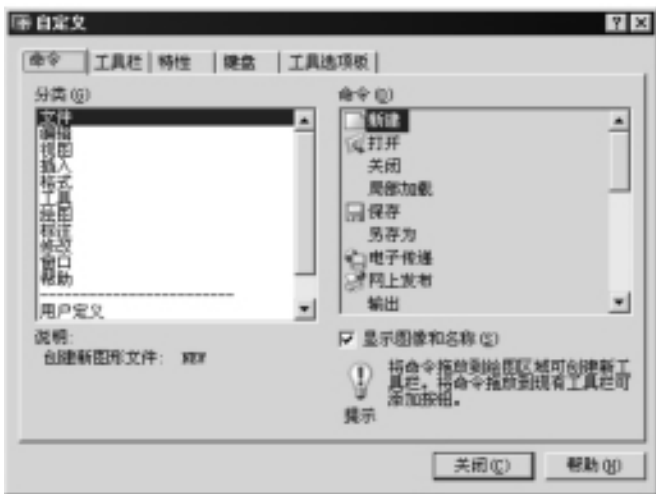 自定义
命令 工具栏 特性 键盘 工具选项板
分类(G)
文件
编辑
视图
插入
格式
工具
绘图
标注
修改
窗口
帮助
用户定义
命令(D)
新建
打开
关闭
局部加载
保存
另存为
电子传递
网上发布
输出
说明:
创建新图形文件: NEW
显示图像和名称(S)
将命令拖放到绘图区域可创建新工
具栏。将命令拖放到现有工具栏可
添加按钮。
提示
关闭(C) 帮助(H)